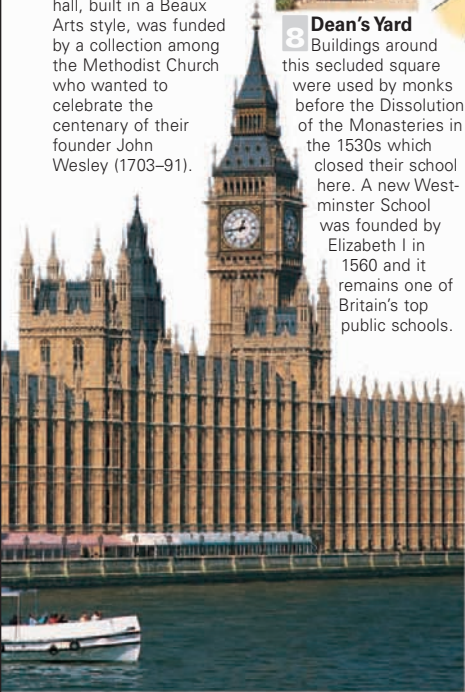 hall, built in a Beaux
Arts style, was funded
by a collection among
the Methodist Church
who wanted to
celebrate the
centenary of their
founder John
Wesley (1703–91).
8 Dean's Yard
Buildings around
this secluded square
were used by monks
before the Dissolution
of the Monasteries in
the 1530s which
closed their school
here. A new West-
minster School
was founded by
Elizabeth I in
1560 and it
remains one of
Britain's top
public schools.